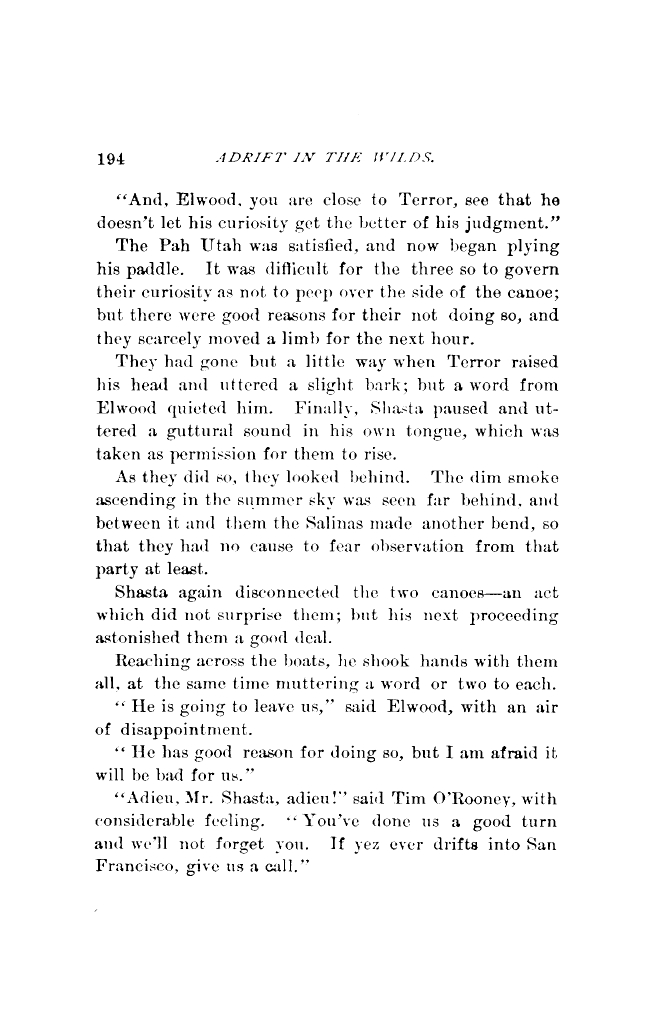 194 ADRIFT IN THE WILDS.
“And, Elwood, you are close to Terror, see that he
doesn't let his curiosity get the better of his judgment.”
The Pah Utah was satisfied, and now began plying
his paddle. It was difficult for the three so to govern
their curiosity as not to peep over the side of the canoe;
but there were good reasons for their not doing so, and
they scarcely moved a limb for the next hour.
They had gone but a little way when Terror raised
his head and uttered a slight bark; but a word from
Elwood quieted him. Finally, Shasta paused and ut-
tered a guttural sound in his own tongue, which was
taken as permission for them to rise.
As they did so, they looked behind. The dim smoke
ascending in the summer sky was seen far behind, and
between it and them the Salinas made another bend, so
that they had no cause to fear observation from that
party at least.
Shasta again disconnected the two canoes—an act
which did not surprise them; but his next proceeding
astonished them a good deal.
Reaching across the boats, he shook hands with them
all, at the same time muttering a word or two to each.
“ He is going to leave us,” said Elwood, with an air
of disappointment.
“ He has good reason for doing so, but I am afraid it
will be bad for us.”
“Adieu, Mr. Shasta, adieu!” said Tim O'Rooney, with
considerable feeling. “ You've done us a good turn
and we'll not forget you. If yez ever drifts into San
Francisco, give us a call.”